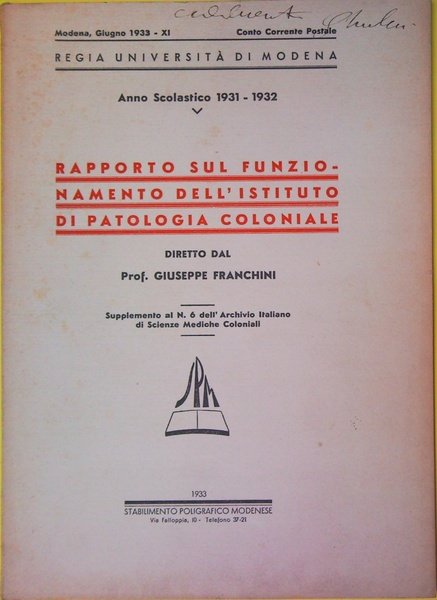 Modena, Giugno 1933 - XI Conto Corrente Postale
REGIA UNIVERSITÀ DI MODENA
Anno Scolastico 1931 - 1932
RAPPORTO SUL FUNZIO-
NAMENTO DELL'ISTITUTO
DI PATOLOGIA COLONIALE
DIRETTO DAL
Prof. GIUSEPPE FRANCHINI
Supplemento al N. 6 dell'Archivio Italiano
di Scienze Mediche Coloniali
SPM
1933
STABILIMENTO POLIGRAFICO MODENESE
Via Falloppia, 10 - Telefono 37-21